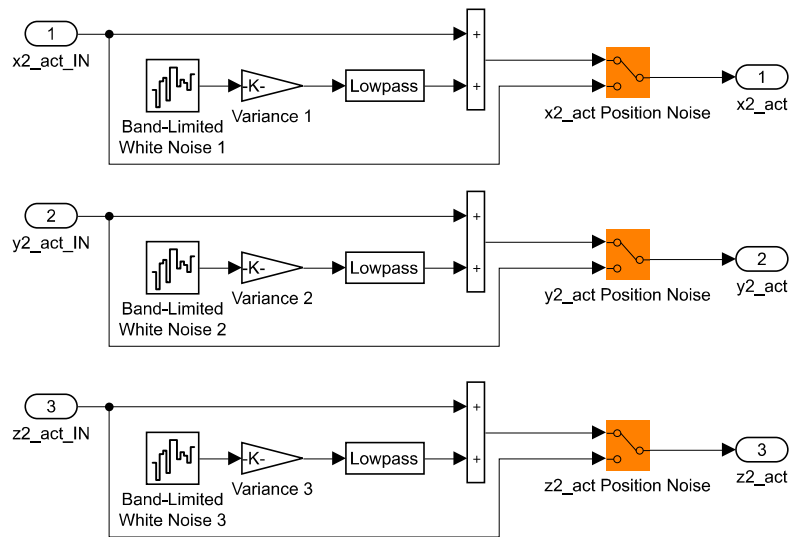 1
x2_act_IN
Band-Limited
White Noise 1
-K-
Variance 1
Lowpass
+
+
x2_act Position Noise
1
x2_act
2
y2_act_IN
Band-Limited
White Noise 2
-K-
Variance 2
Lowpass
+
+
y2_act Position Noise
2
y2_act
3
z2_act_IN
Band-Limited
White Noise 3
-K-
Variance 3
Lowpass
+
+
z2_act Position Noise
3
z2_act